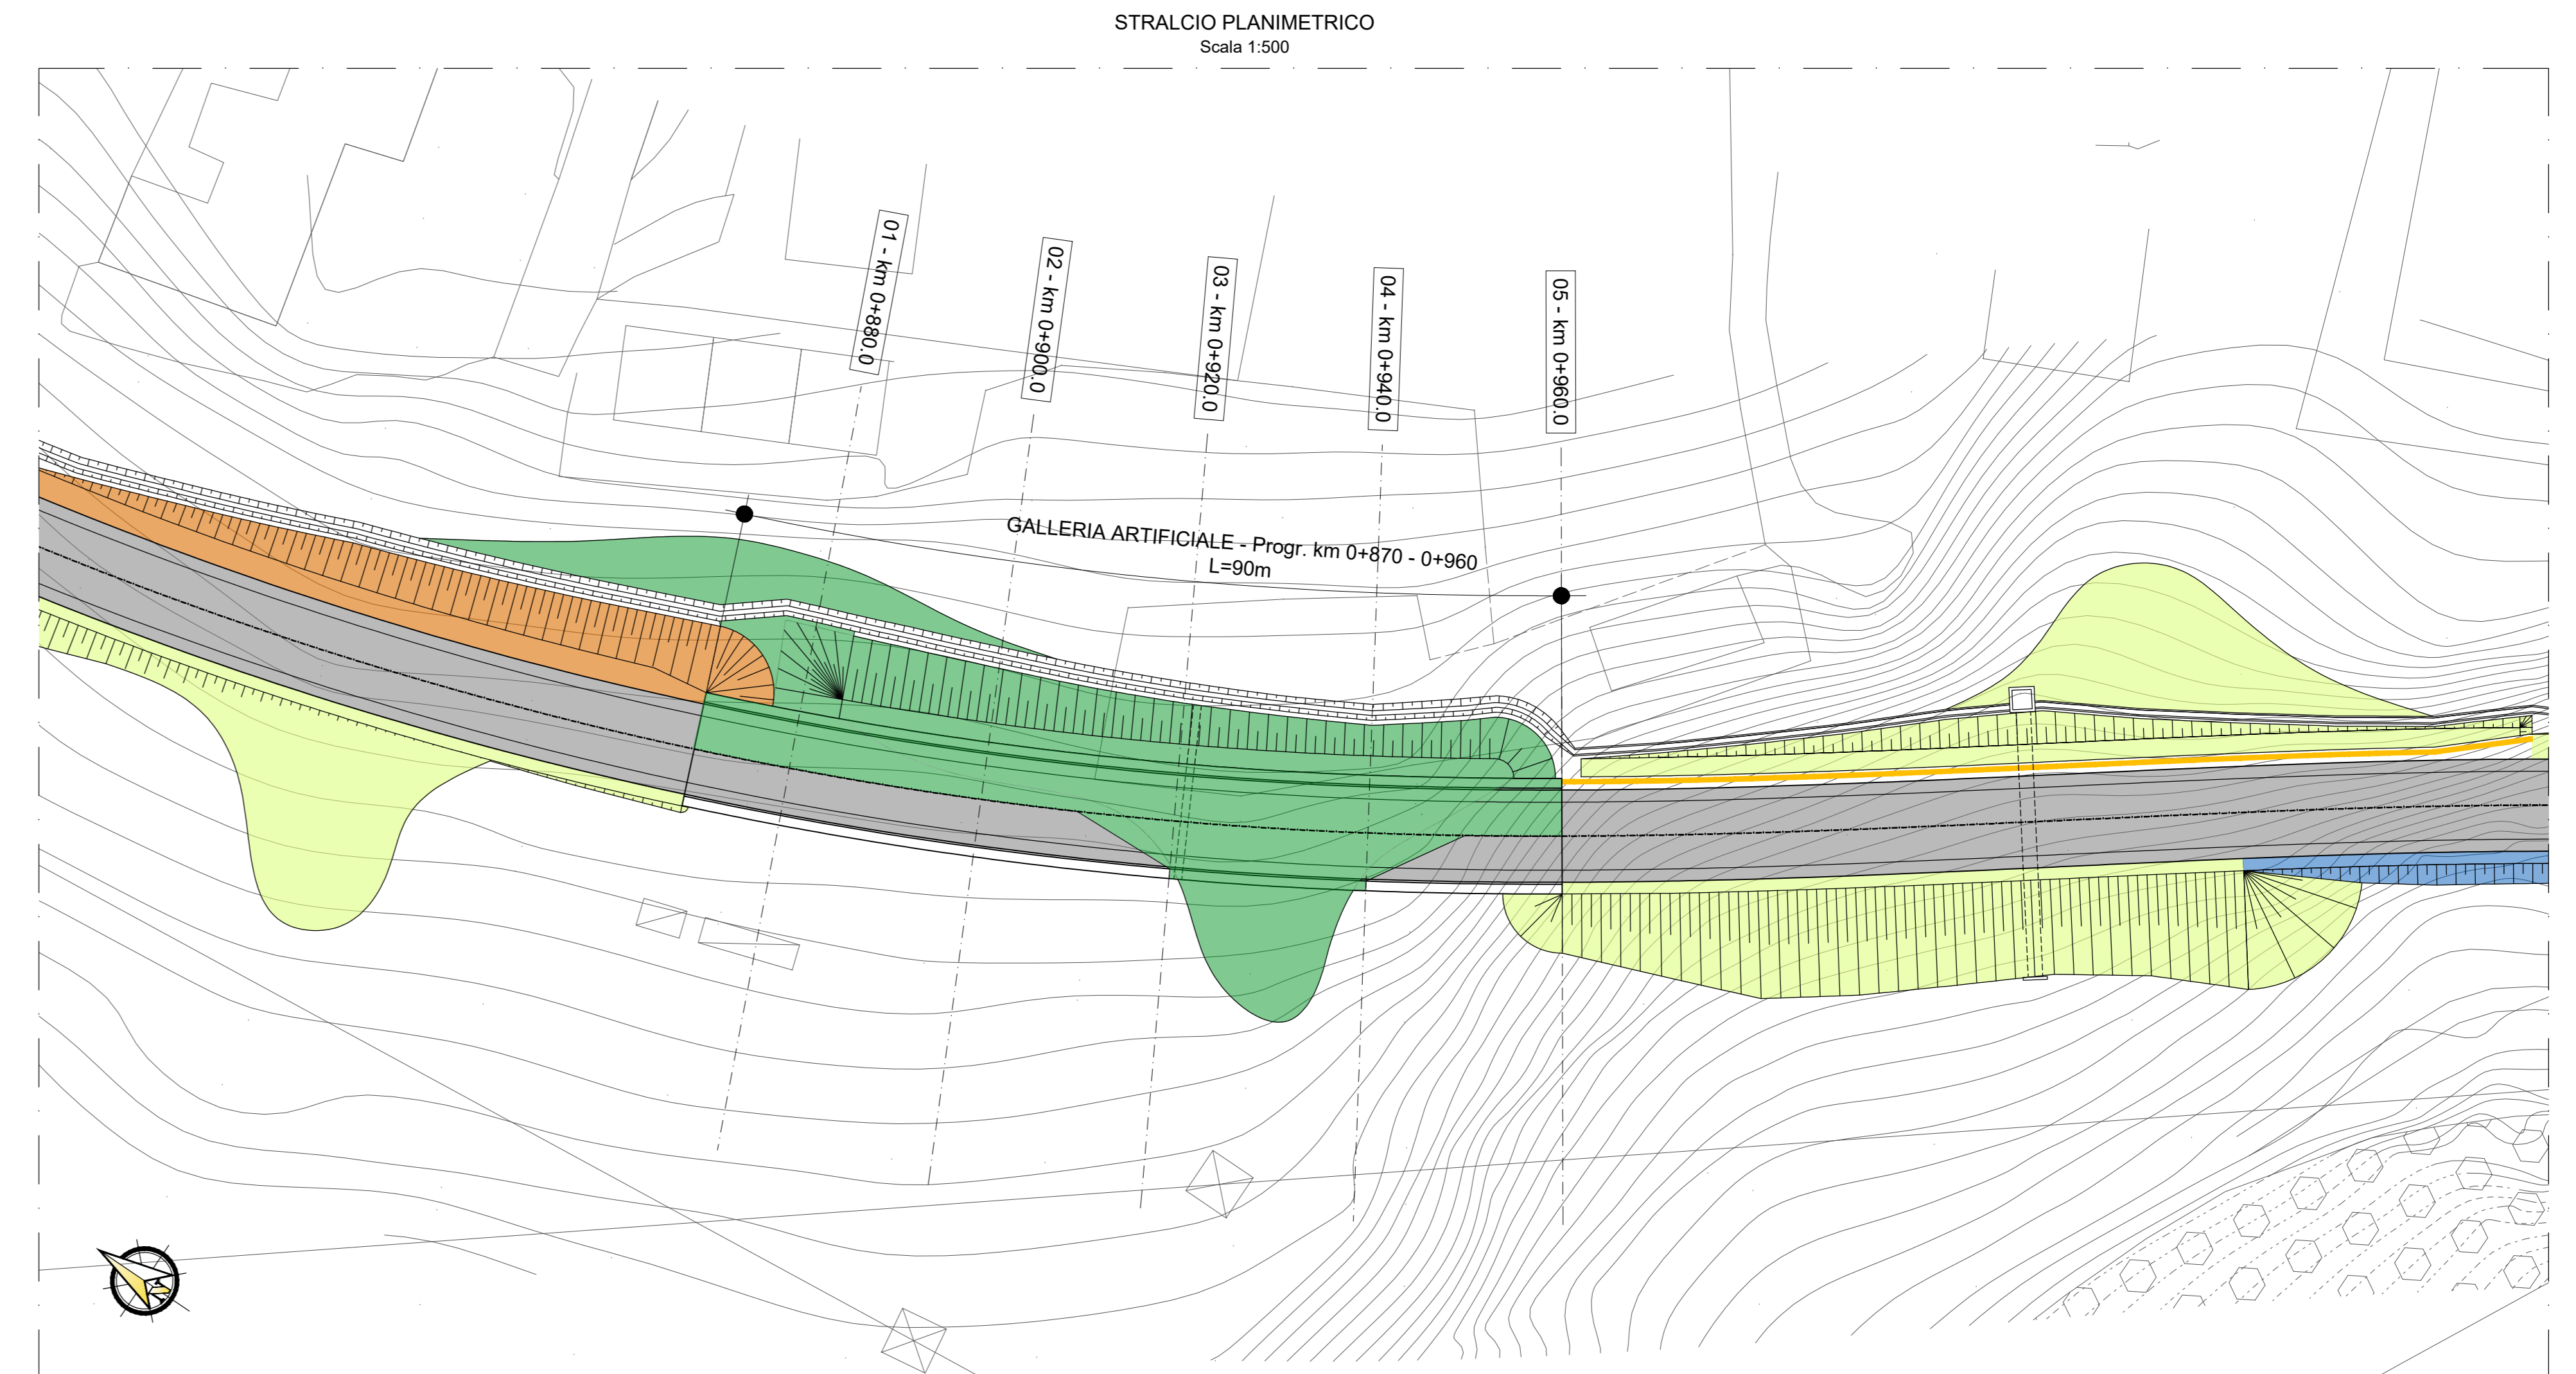 STRALCIO PLANIMETRICO
Scala 1:500
01 - km 0+880.0
02 - km 0+900.0
03 - km 0+920.0
04 - km 0+940.0
05 - km 0+960.0
GALLERIA ARTIFICIALE - Progr. km 0+870 - 0+960
L=90m